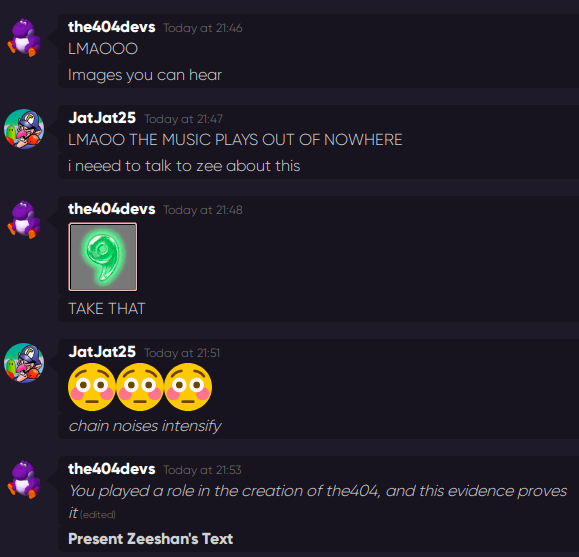 the404devs Today at 21:46
LMAOOO
Images you can hear
JatJat25 Today at 21:47
LMAOO THE MUSIC PLAYS OUT OF NOWHERE
i neeed to talk to zee about this
the404devs Today at 21:48
TAKE THAT
JatJat25 Today at 21:51
chain noises intensify
the404devs Today at 21:53
You played a role in the creation of the404, and this evidence proves
it (edited)
Present Zeeshan's Text